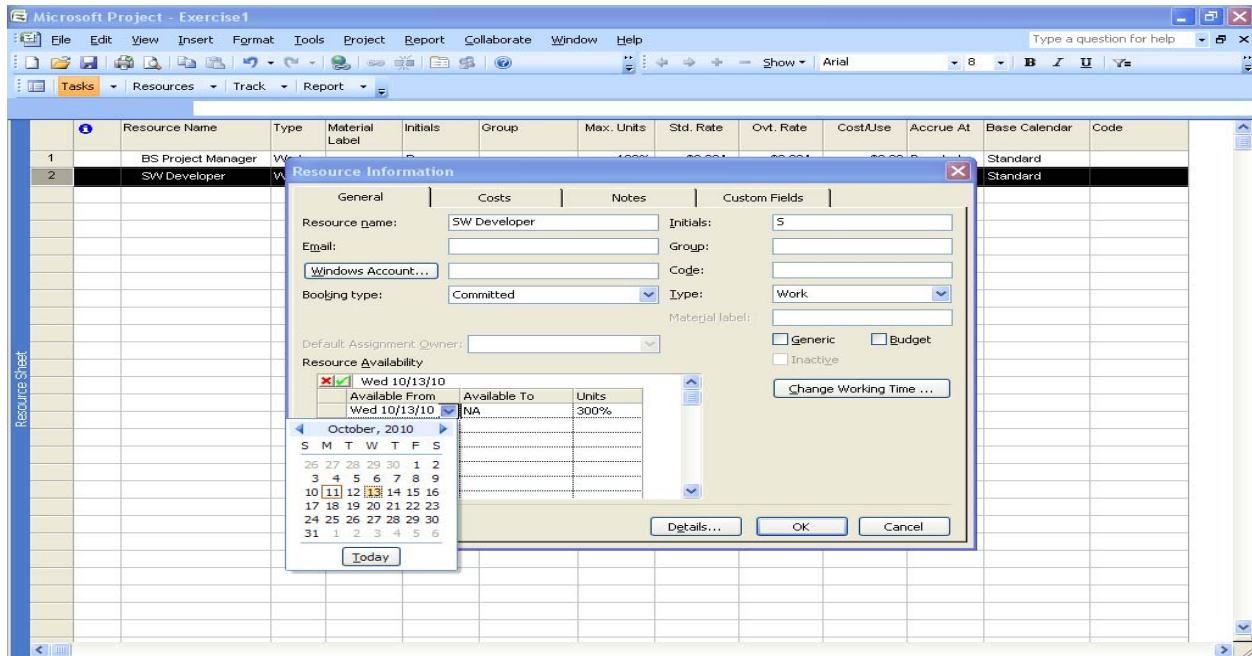 Microsoft Project - Exercise1
File Edit View Insert Format Tools Project Report Collaborate Window Help Type a question for help
Show Arial 8 B I U
Tasks Resources Track Report
Resource Name Type Material Label Initials Group Max. Units Std. Rate Ovt. Rate Cost/Use Accrue At Base Calendar Code
1 BS Project Manager Standard
2 SW Developer Standard
Resource Sheet
Resource Information
General Costs Notes Custom Fields
Resource name: SW Developer Initials: S
Email: Group:
Windows Account... Code:
Booking type: Committed Type: Work
Material label:
Default Assignment Owner: Generic Budget
Inactive
Resource Availability
Wed 10/13/10 Change Working Time ...
Available From Available To Units
Wed 10/13/10 NA 300%
October, 2010
S M T W T F S
26 27 28 29 30 1 2
3 4 5 6 7 8 9
10 11 12 13 14 15 16
17 18 19 20 21 22 23
24 25 26 27 28 29 30
31 1 2 3 4 5 6
Today
Details... OK Cancel